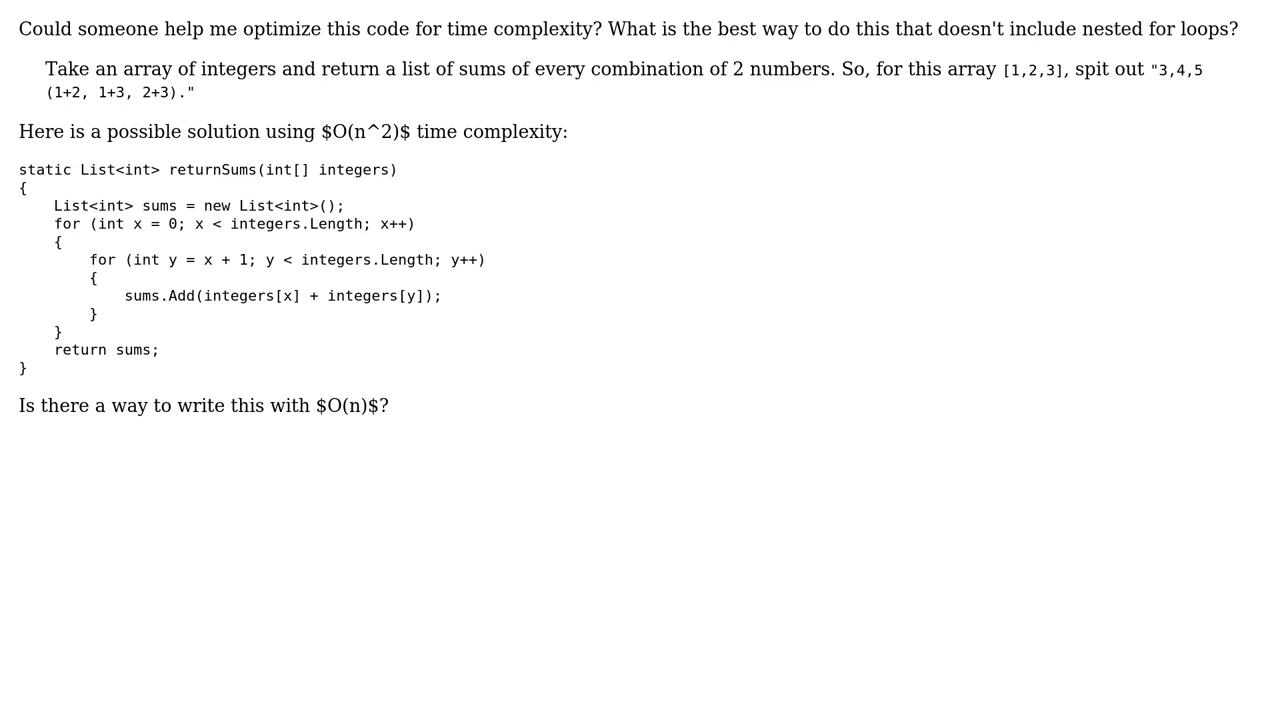 Could someone help me optimize this code for time complexity? What is the best way to do this that doesn't include nested for loops?
Take an array of integers and return a list of sums of every combination of 2 numbers. So, for this array [1,2,3], spit out "3,4,5
(1+2, 1+3, 2+3)."
Here is a possible solution using $O(n^2)$ time complexity:
static List<int> returnSums(int[] integers)
{
    List<int> sums = new List<int>();
    for (int x = 0; x < integers.Length; x++)
    {
        for (int y = x + 1; y < integers.Length; y++)
        {
            sums.Add(integers[x] + integers[y]);
        }
    }
    return sums;
}
Is there a way to write this with $O(n)$?